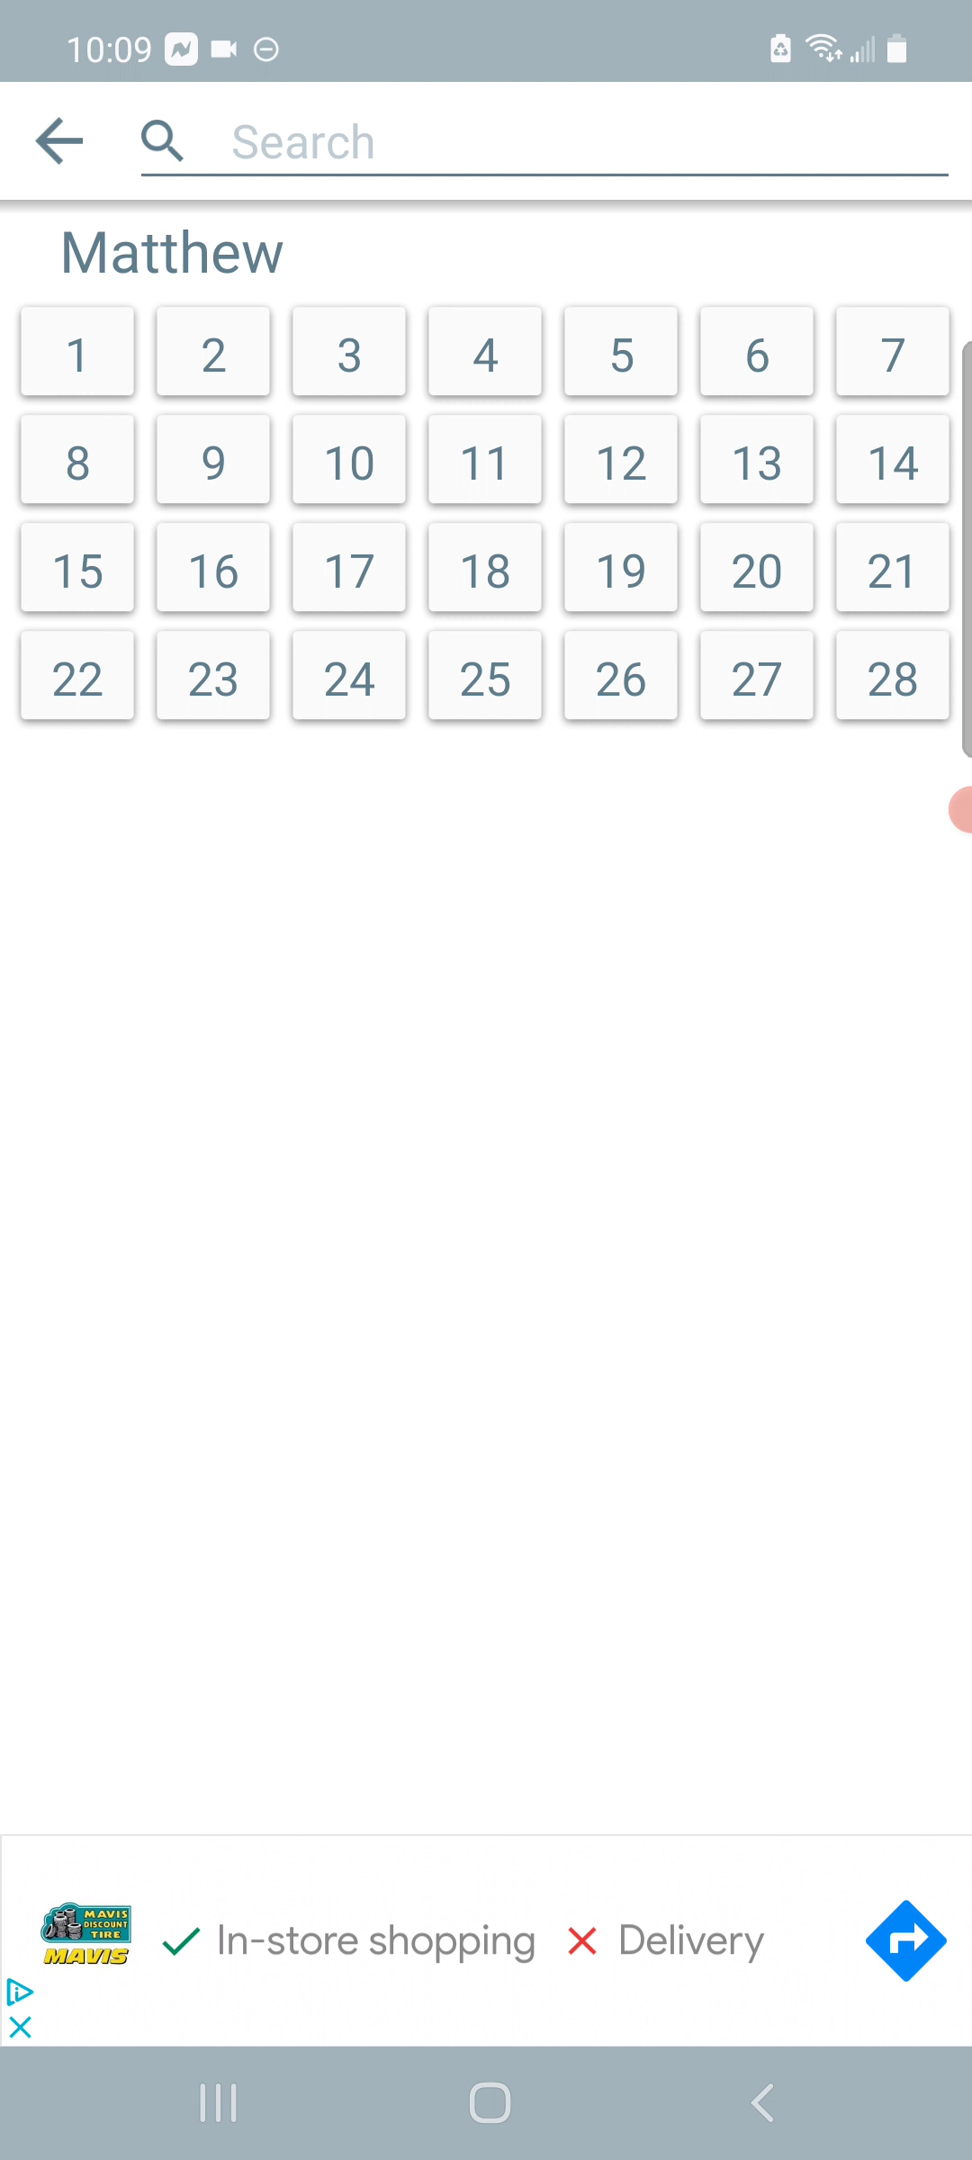 10:09
Search
Matthew
1 2 3 4 5 6 7
8 9 10 11 12 13 14
15 16 17 18 19 20 21
22 23 24 25 26 27 28
MAVIS
DISCOUNT
TIRE
MAVIS
In-store shopping Delivery